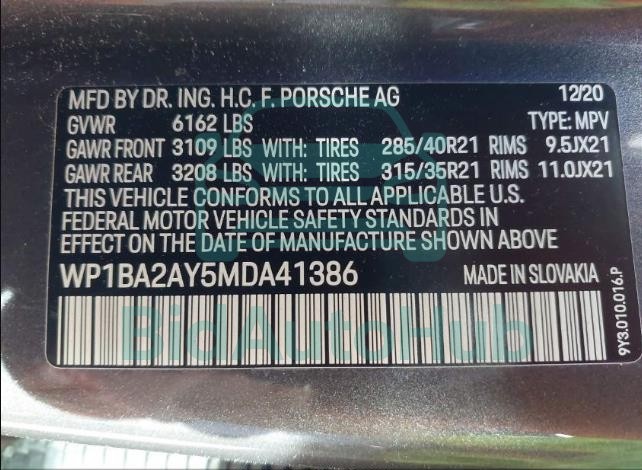 MFD BY DR. ING. H.C. F. PORSCHE AG 12/20
GVWR 6162 LBS TYPE: MPV
GAWR FRONT 3109 LBS WITH: TIRES 285/40R21 RIMS 9.5JX21
GAWR REAR 3208 LBS WITH: TIRES 315/35R21 RIMS 11.0JX21
THIS VEHICLE CONFORMS TO ALL APPLICABLE U.S.
FEDERAL MOTOR VEHICLE SAFETY STANDARDS IN
EFFECT ON THE DATE OF MANUFACTURE SHOWN ABOVE
WP1BA2AY5MDA41386 MADE IN SLOVAKIA
BidAutoHub
9Y3.010.016.P